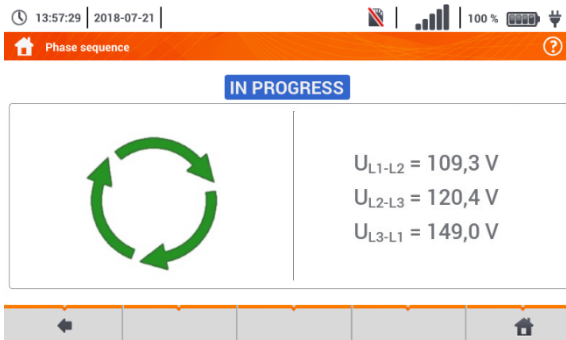 13:57:29 2018-07-21 100 %
Phase sequence ?
IN PROGRESS
UL1-L2 = 109,3 V
UL2-L3 = 120,4 V
UL3-L1 = 149,0 V